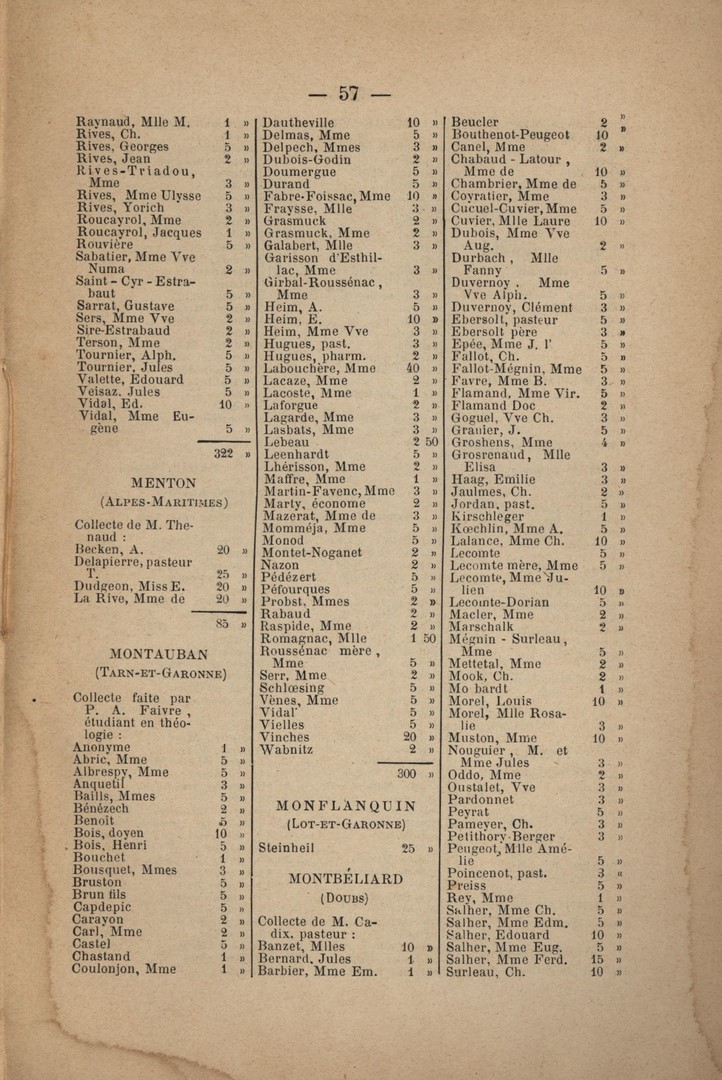 — 57 —
Raynaud, Mlle M. 1 »
Rives, Ch. 1 »
Rives, Georges 5 »
Rives, Jean 2 »
Rives-Triadou,
Mme 3 »
Rives, Mme Ulysse 5 »
Rives, Yorich 3 »
Roucayrol, Mme 2 »
Roucayrol, Jacques 1 »
Rouvière 5 »
Sabatier, Mme Vve
Numa 2 »
Saint-Cyr-Estra-
baut 5 »
Sarrat, Gustave 5 »
Sers, Mme Vve 2 »
Sire-Estrabaud 2 »
Terson, Mme 2 »
Tournier, Alph. 5 »
Tournier, Jules 5 »
Valette, Edouard 5 »
Veisaz, Jules 5 »
Vidal, Ed. 10 »
Vidal, Mme Eu-
gène 5 »
322 »
MENTON
(ALPES-MARITIMES)
Collecte de M. The-
naud :
Becken, A. 20 »
Delapierre, pasteur
T. 25 »
Dudgeon, Miss E. 20 »
La Rive, Mme de 20 »
85 »
MONTAUBAN
(TARN-ET-GARONNE)
Collecte faite par
P. A. Faivre,
étudiant en théo-
logie :
Anonyme 1 »
Abric, Mme 5 »
Albrespy, Mme 5 »
Anquetil 3 »
Baills, Mmes 5 »
Bénézech 2 »
Benoît 5 »
Bois, doyen 10 »
Bois, Henri 5 »
Bouchet 1 »
Bousquet, Mmes 3 »
Bruston 5 »
Brun fils 5 »
Capdepic 5 »
Carayon 2 »
Carl, Mme 2 »
Castel 5 »
Chastand 1 »
Coulonjon, Mme 1 »
Dautheville 10 »
Delmas, Mme 5 »
Delpech, Mmes 3 »
Dubois-Godin 2 »
Doumergue 5 »
Durand 5 »
Fabre-Foissac, Mme 10 »
Fraysse, Mlle 3 »
Grasmuck 2 »
Grasmuck, Mme 2 »
Galabert, Mlle 3 »
Garisson d'Esthil-
lac, Mme 3 »
Girbal-Roussénac,
Mme 3 »
Heim, A. 5 »
Heim, E. 10 »
Heim, Mme Vve 3 »
Hugues, past. 3 »
Hugues, pharm. 2 »
Labouchère, Mme 40 »
Lacaze, Mme 2 »
Lacoste, Mme 1 »
Laforgue 2 »
Lagarde, Mme 3 »
Lasbats, Mme 3 »
Lebeau 2 50
Leenhardt 5 »
Lhérisson, Mme 2 »
Maffre, Mme 1 »
Martin-Favenc, Mme 3 »
Marty, économe 2 »
Mazerat, Mme de 3 »
Momméja, Mme 5 »
Monod 5 »
Montet-Noganet 2 »
Nazon 2 »
Pédézert 5 »
Péfourques 5 »
Probst, Mmes 2 »
Rabaud 2 »
Raspide, Mme 2 »
Romagnac, Mlle 1 50
Roussénac mère,
Mme 5 »
Serr, Mme 2 »
Schlœsing 5 »
Vènes, Mme 5 »
Vidal 5 »
Vielles 5 »
Vinches 20 »
Wabnitz 2 »
300 »
MONFLANQUIN
(LOT-ET-GARONNE)
Steinheil 25 »
MONTBÉLIARD
(DOUBS)
Collecte de M. Ca-
dix, pasteur :
Banzet, Mlles 10 »
Bernard, Jules 1 »
Barbier, Mme Em. 1 »
Beucler 2 »
Bouthenot-Peugeot 10 »
Canel, Mme 2 »
Chabaud-Latour,
Mme de 10 »
Chambrier, Mme de 5 »
Coyratier, Mme 3 »
Cucuel-Cuvier, Mme 5 »
Cuvier, Mlle Laure 10 »
Dubois, Mme Vve
Aug. 2 »
Durbach, Mlle
Fanny 5 »
Duvernoy. Mme
Vve Alph. 5 »
Duvernoy, Clément 3 »
Ebersolt, pasteur 5 »
Ebersolt père 3 »
Epée, Mme J. l' 5 »
Fallot, Ch. 5 »
Fallot-Mégnin, Mme 5 »
Favre, Mme B. 3 »
Flamand, Mme Vir. 5 »
Flamand Doc 2 »
Goguel, Vve Ch. 3 »
Granier, J. 5 »
Groshens, Mme 4 »
Grosrenaud, Mlle
Elisa 3 »
Haag, Emilie 3 »
Jaulmes, Ch. 2 »
Jordan, past. 5 »
Kirschleger 1 »
Kœchlin, Mme A. 5 »
Lalance, Mme Ch. 10 »
Lecomte 5 »
Lecomte mère, Mme 5 »
Lecomte, Mme Ju-
lien 10 »
Lecomte-Dorian 5 »
Macler, Mme 2 »
Marschalk 2 »
Mégnin-Surleau,
Mme 5 »
Mettetal, Mme 2 »
Mook, Ch. 2 »
Mo bardt 1 »
Morel, Louis 10 »
Morel, Mlle Rosa-
lie 3 »
Muston, Mme 10 »
Nouguier, M. et
Mme Jules 3 »
Oddo, Mme 2 »
Oustalet, Vve 3 »
Pardonnet 3 »
Peyrat 5 »
Pameyer, Ch. 3 »
Petithory-Berger 3 »
Peugeot, Mlle Amé-
lie 5 »
Poincenot, past. 3 «
Preiss 5 »
Rey, Mme 1 »
Salher, Mme Ch. 5 »
Salher, Mme Edm. 5 »
Salher, Edouard 10 »
Salher, Mme Eug. 5 »
Salher, Mme Ferd. 15 »
Surleau, Ch. 10 »